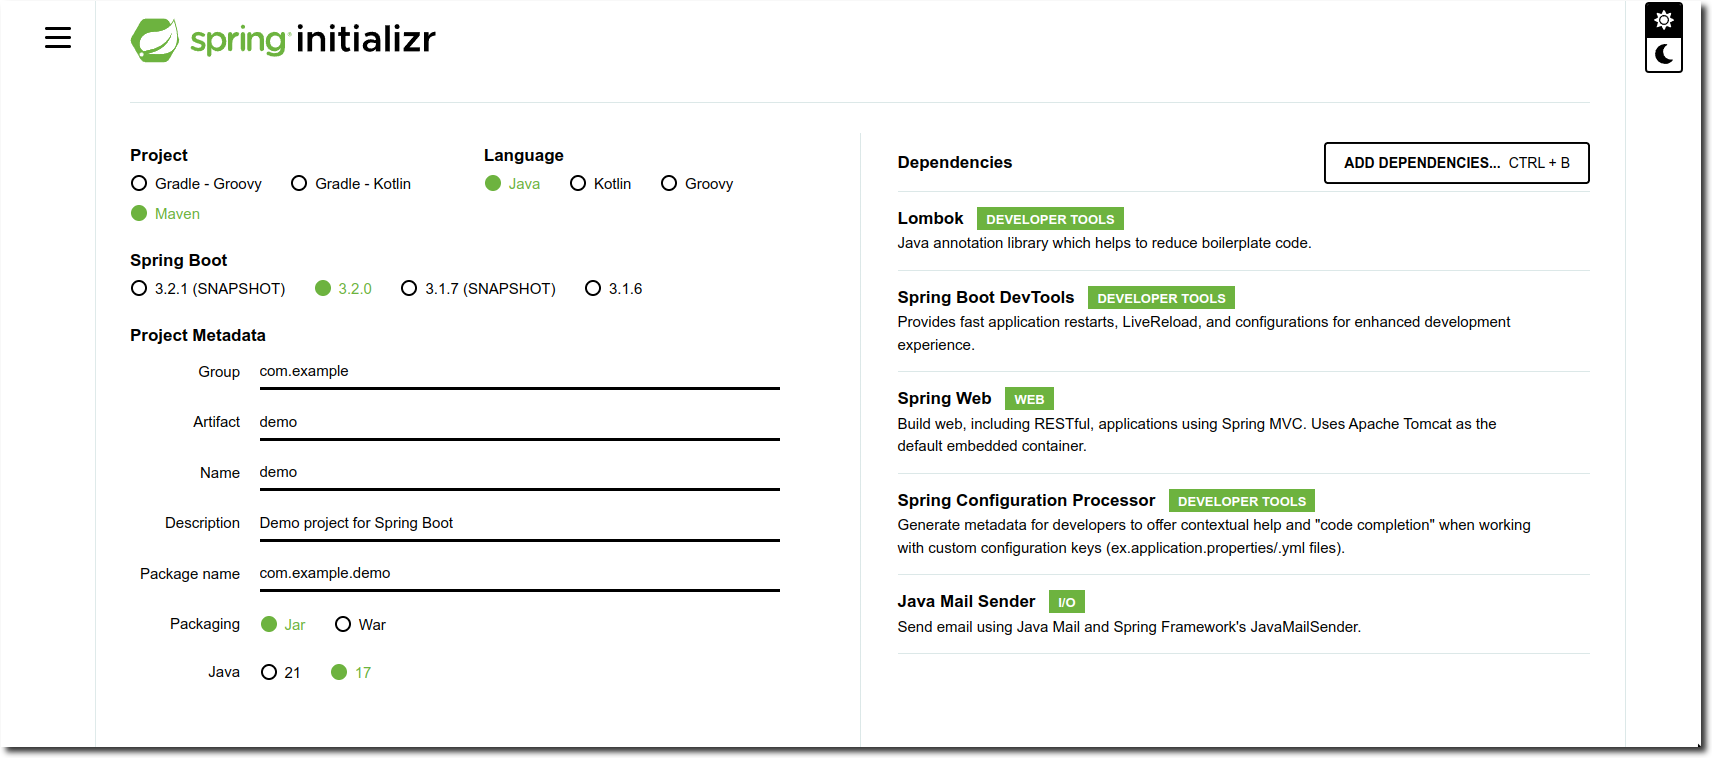 spring initializr
Project
Gradle - Groovy Gradle - Kotlin
Maven
Language
Java Kotlin Groovy
Spring Boot
3.2.1 (SNAPSHOT) 3.2.0 3.1.7 (SNAPSHOT) 3.1.6
Project Metadata
Group com.example
Artifact demo
Name demo
Description Demo project for Spring Boot
Package name com.example.demo
Packaging Jar War
Java 21 17
Dependencies ADD DEPENDENCIES... CTRL + B
Lombok DEVELOPER TOOLS
Java annotation library which helps to reduce boilerplate code.
Spring Boot DevTools DEVELOPER TOOLS
Provides fast application restarts, LiveReload, and configurations for enhanced development
experience.
Spring Web WEB
Build web, including RESTful, applications using Spring MVC. Uses Apache Tomcat as the
default embedded container.
Spring Configuration Processor DEVELOPER TOOLS
Generate metadata for developers to offer contextual help and "code completion" when working
with custom configuration keys (ex.application.properties/.yml files).
Java Mail Sender I/O
Send email using Java Mail and Spring Framework's JavaMailSender.